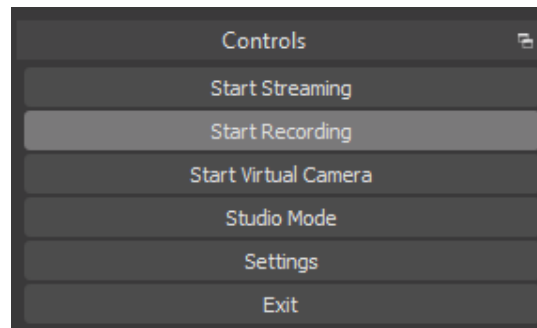 Controls
Start Streaming
Start Recording
Start Virtual Camera
Studio Mode
Settings
Exit